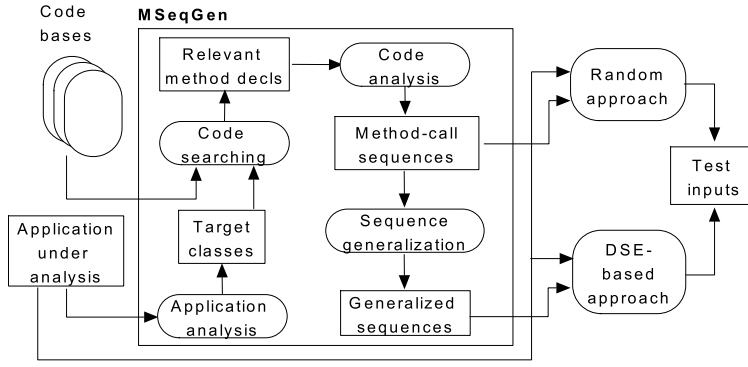 Code
bases
MSeqGen
Relevant
method decls
Code
analysis
Random
approach
Code
searching
Method-call
sequences
Test
inputs
Application
under
analysis
Target
classes
Sequence
generalization
DSE-
based
approach
Application
analysis
Generalized
sequences